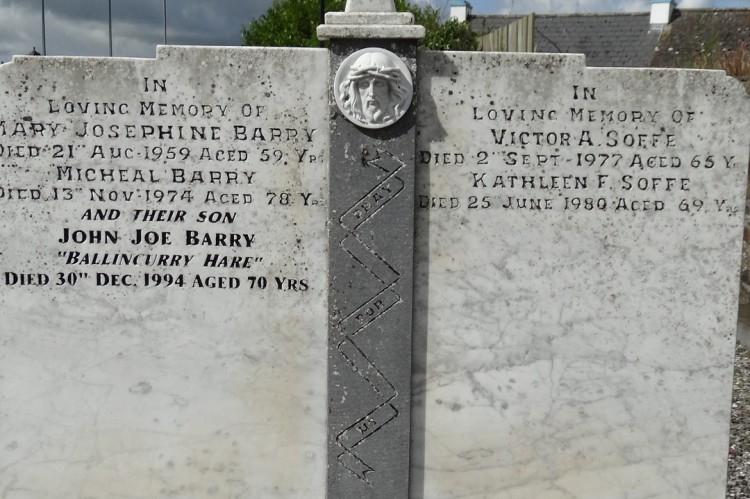 IN
LOVING MEMORY OF
MARY JOSEPHINE BARRY
DIED 21st AUG 1959 AGED 59. Yrs
MICHEAL BARRY
DIED 13th NOV 1974 AGED 78 Yrs
AND THEIR SON
JOHN JOE BARRY
"BALLINCURRY HARE"
DIED 30" DEC. 1994 AGED 70 YRS
PRAY
FOR
US
IN
LOVING MEMORY OF
VICTOR A. SOFFE
DIED 2nd SEPT 1977 AGED 65 Yrs
KATHLEEN F. SOFFE
DIED 25th JUNE 1980 AGED 69. Yrs